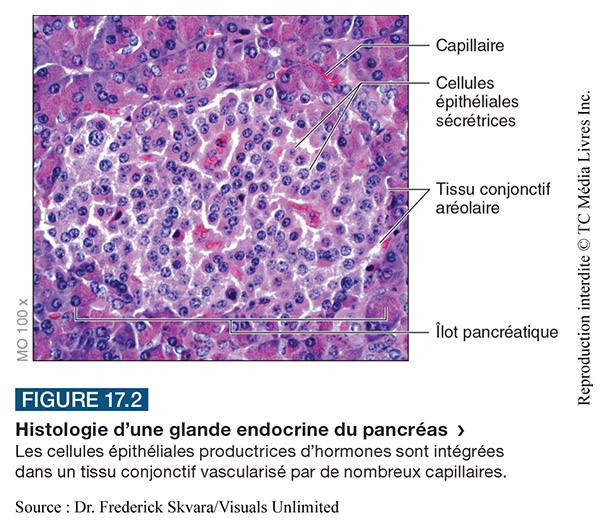 Capillaire
Cellules
épithéliales
sécrétrices
Tissu conjonctif
aréolaire
Îlot pancréatique
MO 100 x
Reproduction interdite © TC Média Livres Inc.
FIGURE 17.2
Histologie d’une glande endocrine du pancréas ›
Les cellules épithéliales productrices d’hormones sont intégrées
dans un tissu conjonctif vascularisé par de nombreux capillaires.
Source : Dr. Frederick Skvara/Visuals Unlimited